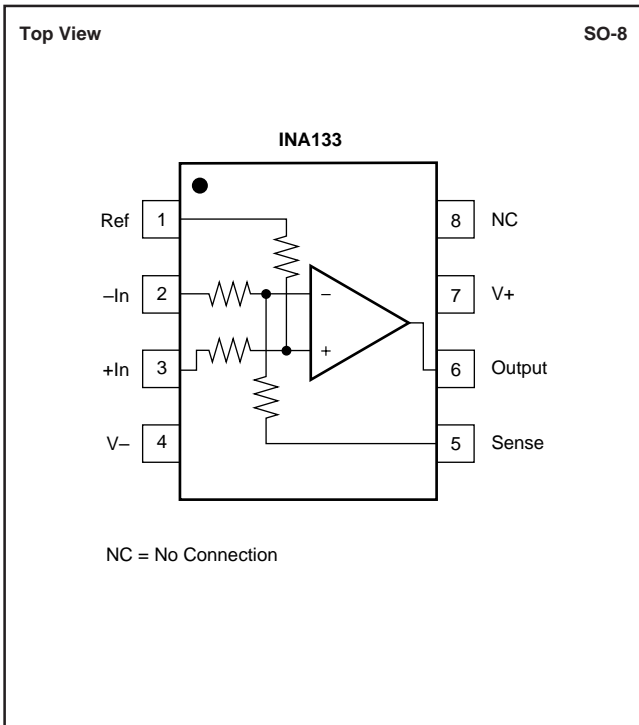 Top View SO-8
INA133
Ref 1 8 NC
–In 2 – 7 V+
+In 3 + 6 Output
V– 4 5 Sense
NC = No Connection